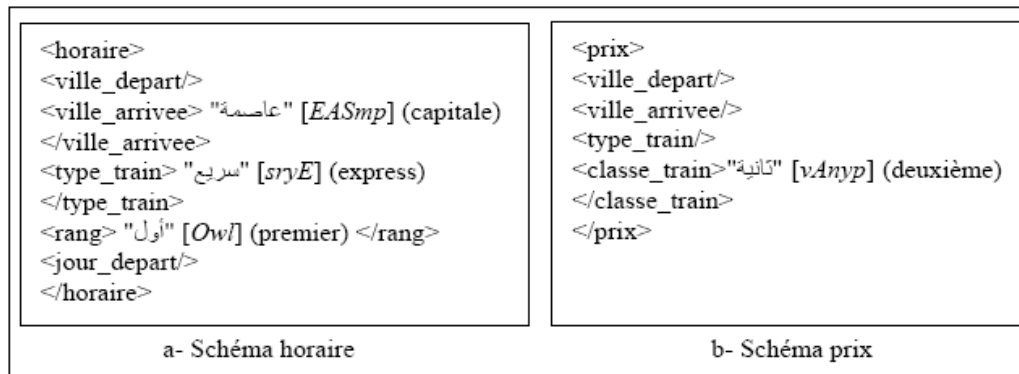 <horaire>
<ville_depart/>
<ville_arrivee> "عاصمة" [EASmp] (capitale)
</ville_arrivee>
<type_train> "سريع" [sryE] (express)
</type_train>
<rang> "أول" [Owl] (premier) </rang>
<jour_depart/>
</horaire>
a- Schéma horaire
<prix>
<ville_depart/>
<ville_arrivee/>
<type_train/>
<classe_train>"ثانية" [vAnyp] (deuxième)
</classe_train>
</prix>
b- Schéma prix